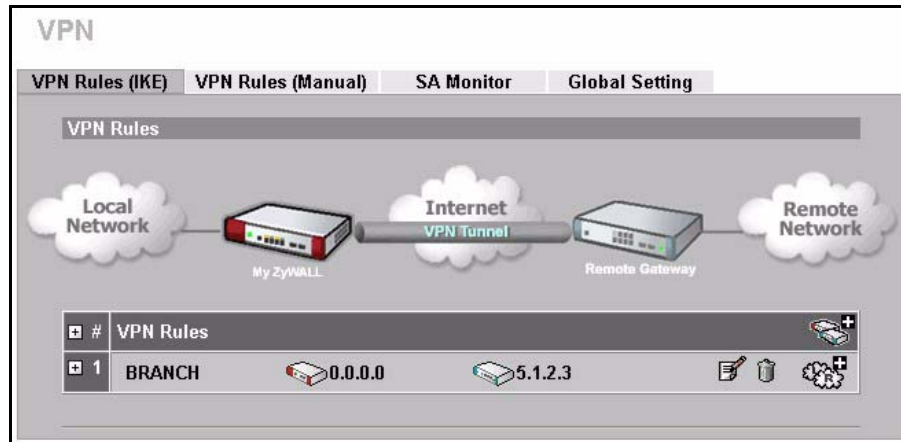 VPN
VPN Rules (IKE) VPN Rules (Manual) SA Monitor Global Setting
VPN Rules
Local
Network
Internet
VPN Tunnel
Remote
Network
My ZyWALL
Remote Gateway
# VPN Rules
1 BRANCH 0.0.0.0 5.1.2.3
R